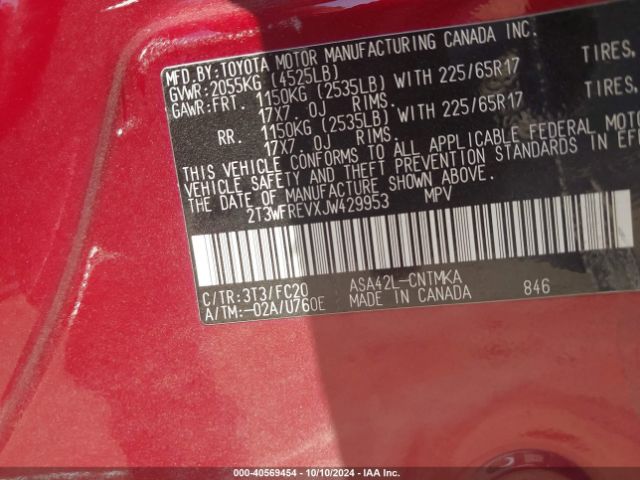 MFD.BY:TOYOTA MOTOR MANUFACTURING CANADA INC.
GVWR:2055KG (4525LB)
GAWR:FRT. 1150KG (2535LB) WITH 225/65R17 TIRES,
17X7.0J RIMS.
RR. 1150KG (2535LB) WITH 225/65R17 TIRES,
17X7.0J RIMS.
THIS VEHICLE CONFORMS TO ALL APPLICABLE FEDERAL MOTO
VEHICLE SAFETY AND THEFT PREVENTION STANDARDS IN EFF
THE DATE OF MANUFACTURE SHOWN ABOVE.
2T3WFREVXJW429953 MPV
C/TR:3T3/FC20 ASA42L-CNTMKA
A/TM:-02A/U760E MADE IN CANADA 846
000-40569454 - 10/10/2024 - IAAI.CA